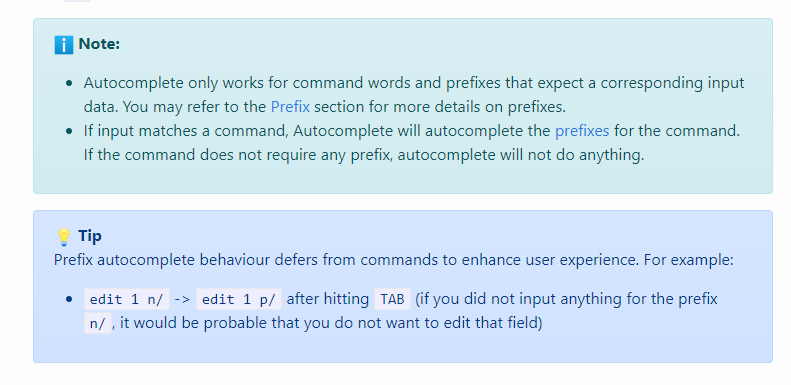 Note:
Autocomplete only works for command words and prefixes that expect a corresponding input
data. You may refer to the Prefix section for more details on prefixes.
If input matches a command, Autocomplete will autocomplete the prefixes for the command.
If the command does not require any prefix, autocomplete will not do anything.
Tip
Prefix autocomplete behaviour defers from commands to enhance user experience. For example:
edit 1 n/ -> edit 1 p/ after hitting TAB (if you did not input anything for the prefix
n/ , it would be probable that you do not want to edit that field)